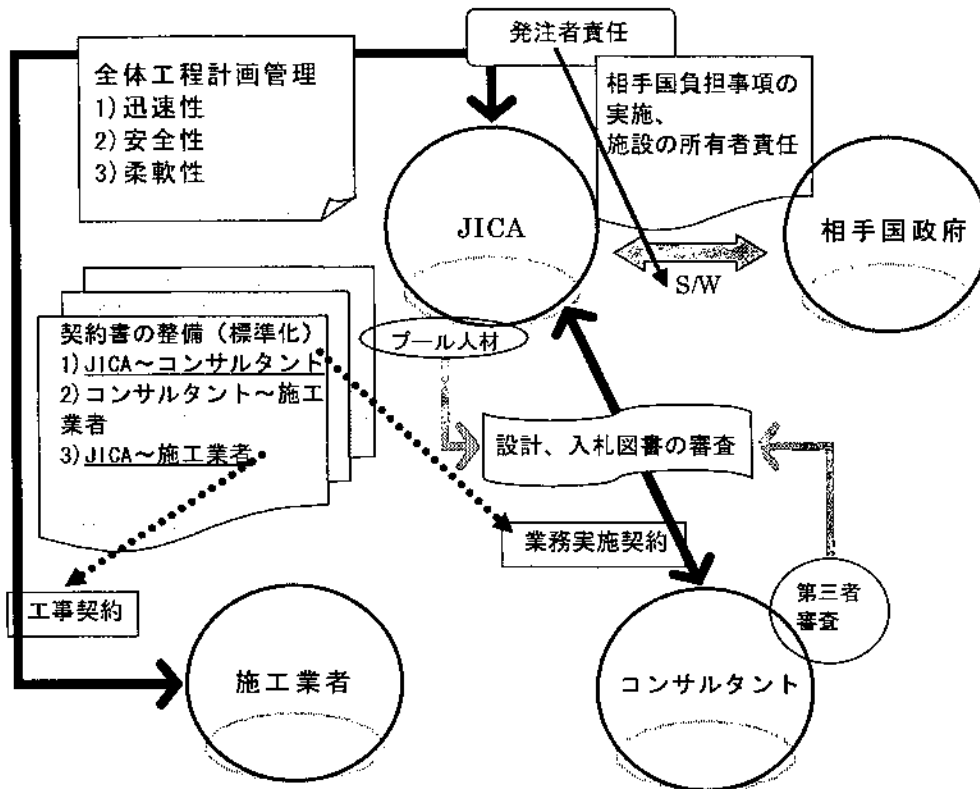 発注者責任
全体工程計画管理
1)迅速性
2)安全性
3)柔軟性
相手国負担事項の
実施、
施設の所有者責任
JICA
相手国政府
S/W
プール人材
契約書の整備（標準化）
1)JICA～コンサルタント
2)コンサルタント～施工
業者
3)JICA～施工業者
設計、入札図書の審査
業務実施契約
工事契約
第三者
審査
施工業者
コンサルタント